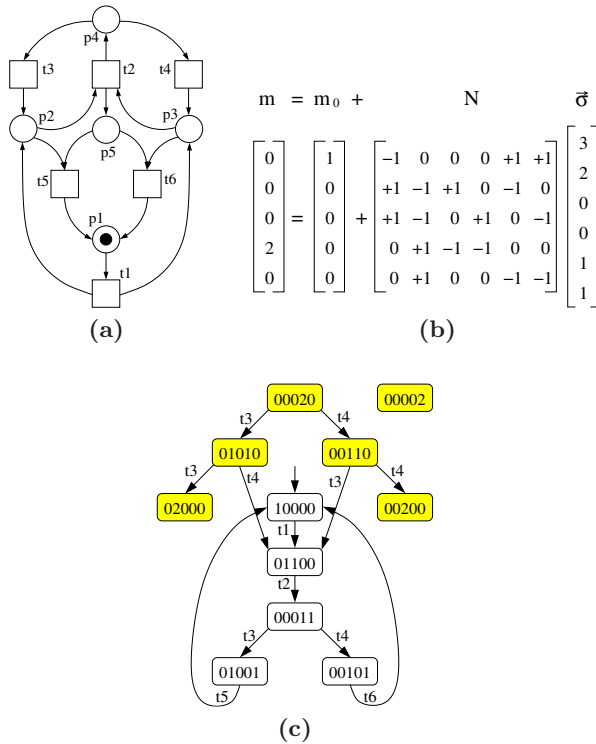 p4
t3
t2
t4
p2
p3
p5
t5
t6
p1
t1
(a)
m = m0 + N σ⃗
0 1 −1 0 0 0 +1 +1 3
0 0 +1 −1 +1 0 −1 0 2
0 = 0 + +1 −1 0 +1 0 −1 0
2 0 0 +1 −1 −1 0 0 0
0 0 0 +1 0 0 −1 −1 1
1
(b)
00020 00002
t3 t4
01010 00110
t3 t4 t3 t4
02000 10000 00200
t1
01100
t2
00011
t3 t4
01001 00101
t5 t6
(c)